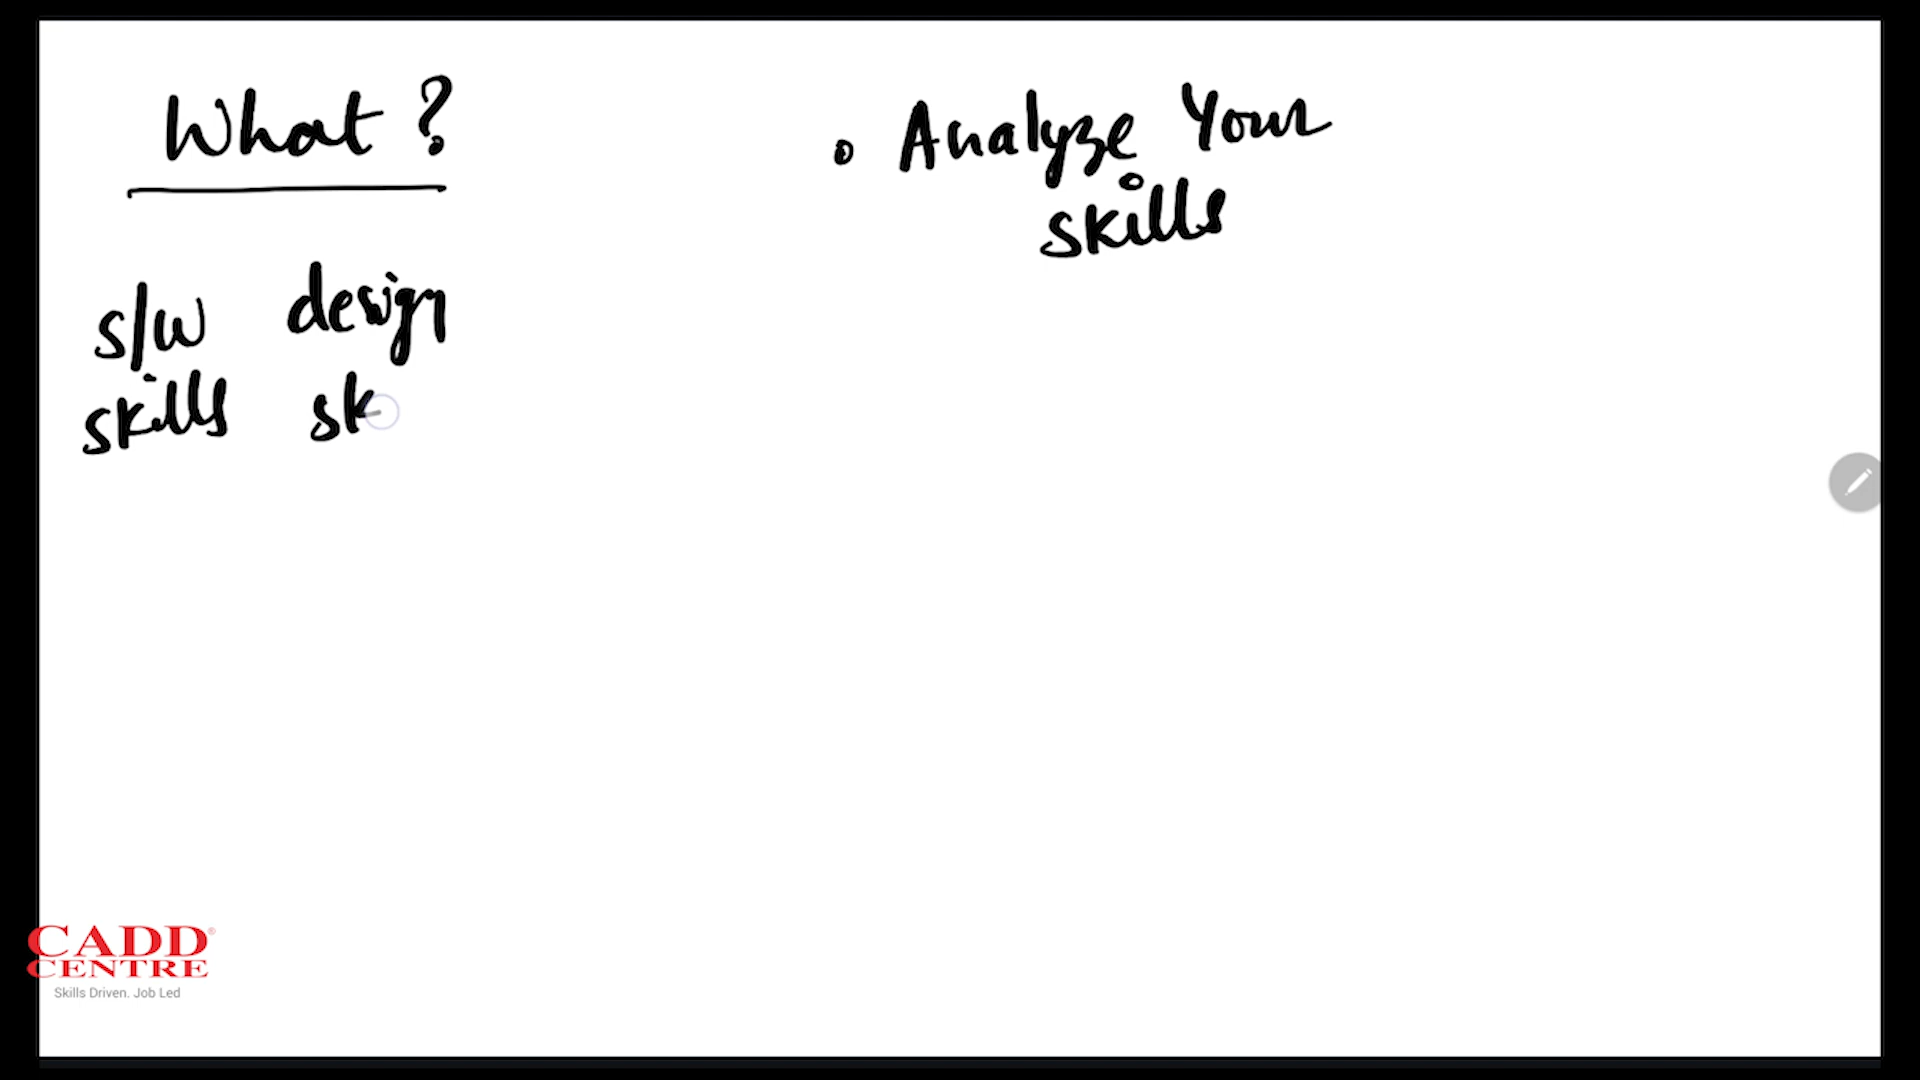 What ?
s/w design
skills sk
• Analyze Your
skills
CADD®
CENTRE
Skills Driven. Job Led